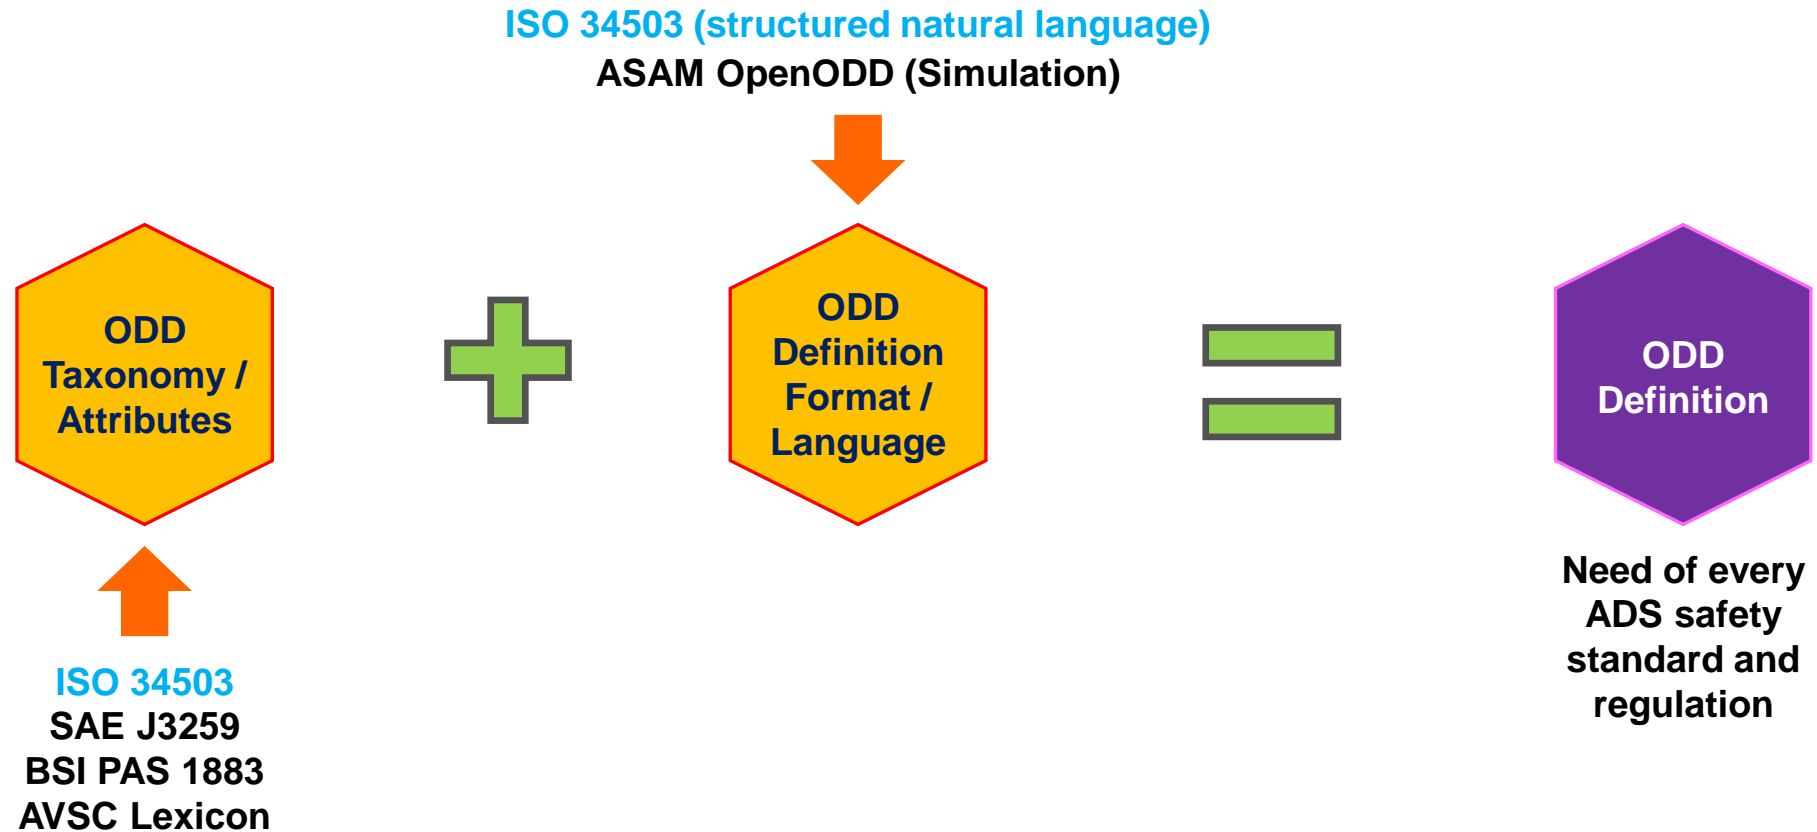 ISO 34503 (structured natural language)
ASAM OpenODD (Simulation)
ODD
Taxonomy /
Attributes
ODD
Definition
Format /
Language
ODD
Definition
ISO 34503
SAE J3259
BSI PAS 1883
AVSC Lexicon
Need of every
ADS safety
standard and
regulation